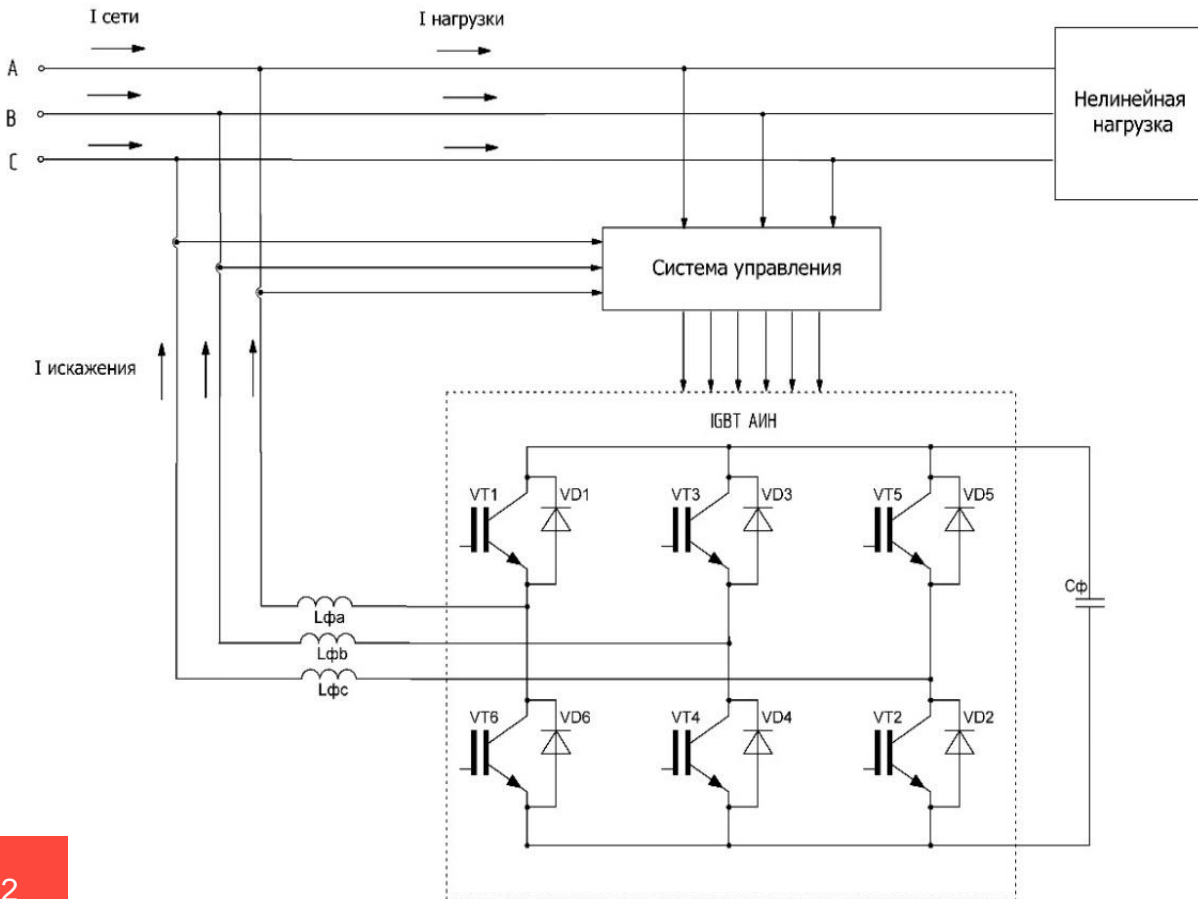 I сети
I нагрузки
A
B
C
Нелинейная
нагрузка
Система управления
I искажения
IGBT АИН
VT1
VD1
VT3
VD3
VT5
VD5
Cф
Lфa
Lфb
Lфc
VT6
VD6
VT4
VD4
VT2
VD2
2